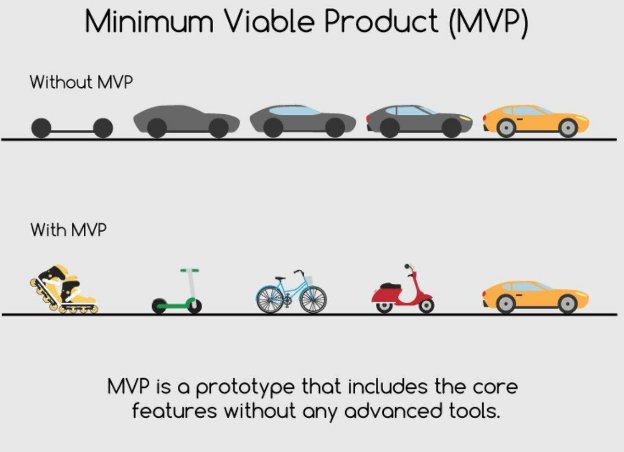 Minimum Viable Product (MVP)
Without MVP
With MVP
MVP is a prototype that includes the core
features without any advanced tools.